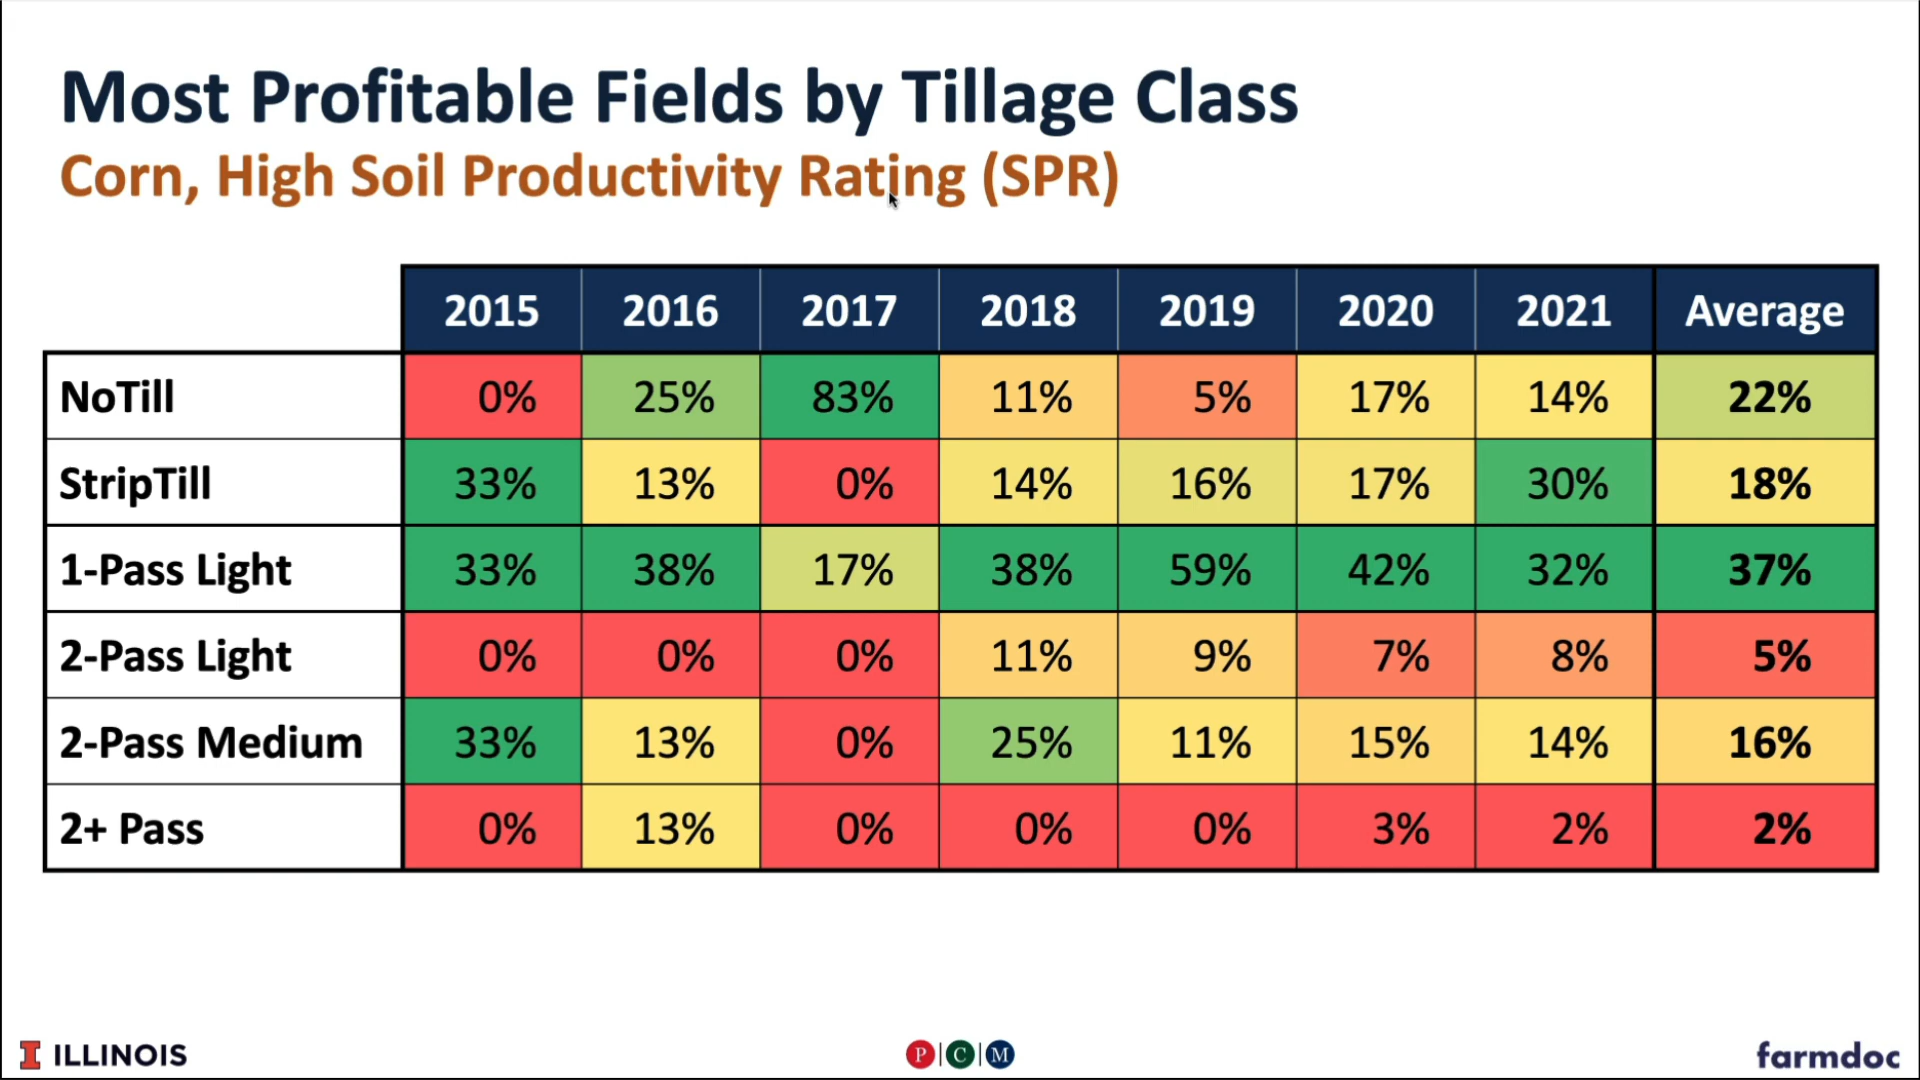 Most Profitable Fields by Tillage Class
Corn, High Soil Productivity Rating (SPR)
2015 2016 2017 2018 2019 2020 2021 Average
NoTill 0% 25% 83% 11% 5% 17% 14% 22%
StripTill 33% 13% 0% 14% 16% 17% 30% 18%
1-Pass Light 33% 38% 17% 38% 59% 42% 32% 37%
2-Pass Light 0% 0% 0% 11% 9% 7% 8% 5%
2-Pass Medium 33% 13% 0% 25% 11% 15% 14% 16%
2+ Pass 0% 13% 0% 0% 0% 3% 2% 2%
I ILLINOIS P|C|M farmdoc